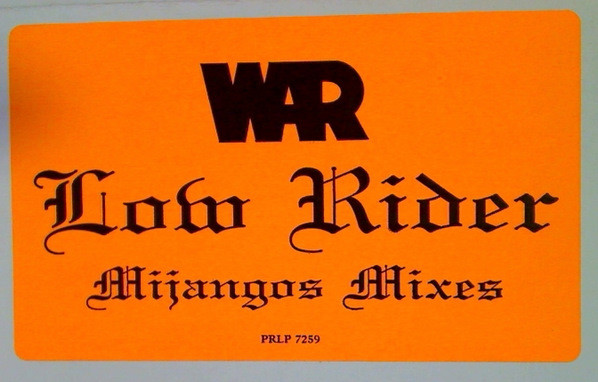 WAR
Low Rider
Mijangos Mixes
PRLP 7259